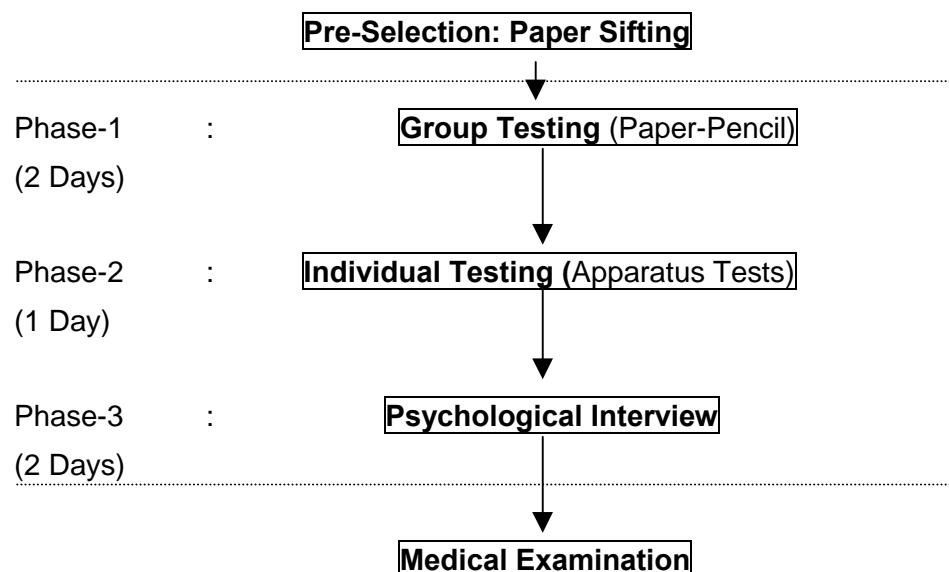 Pre-Selection: Paper Sifting
Phase-1 : Group Testing (Paper-Pencil)
(2 Days)
Phase-2 : Individual Testing (Apparatus Tests)
(1 Day)
Phase-3 : Psychological Interview
(2 Days)
Medical Examination